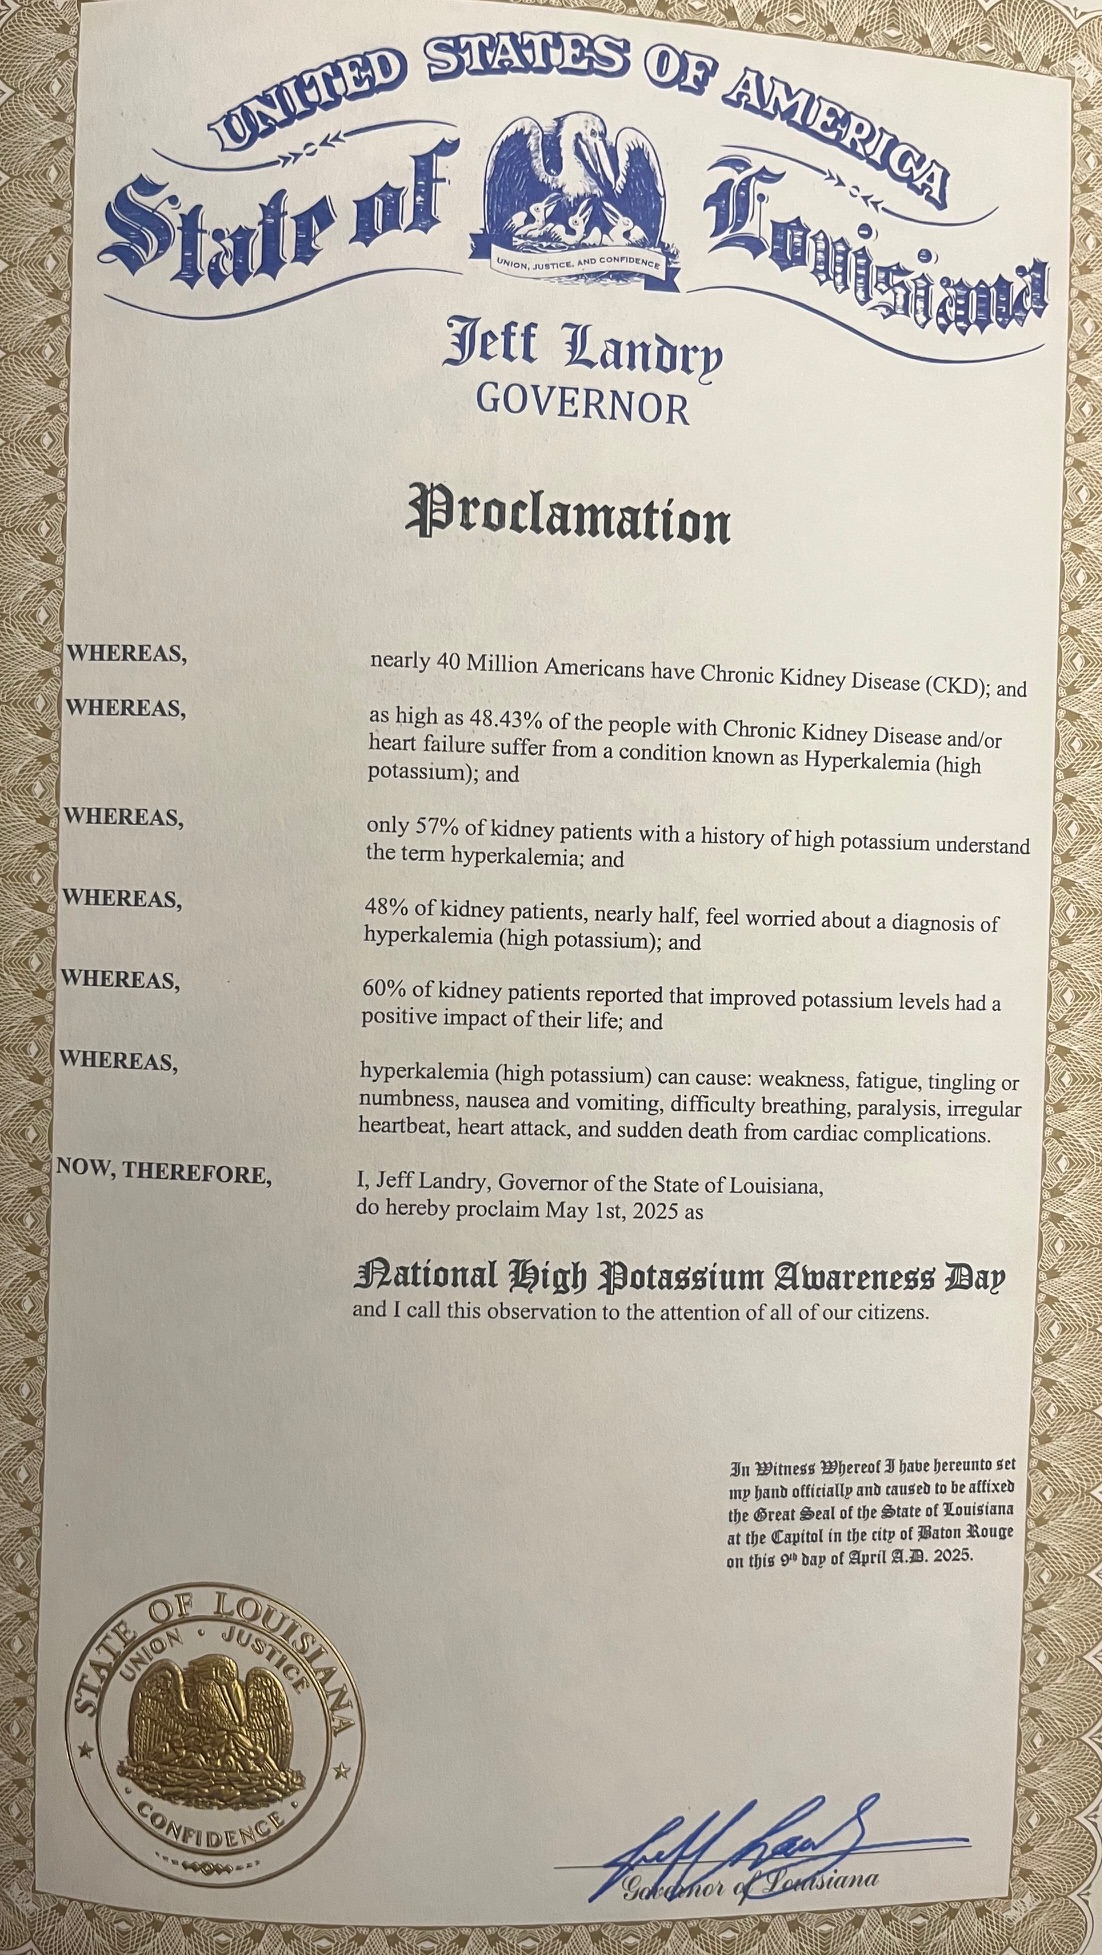 UNITED STATES OF AMERICA
State of Louisiana
UNION, JUSTICE, AND CONFIDENCE
Jeff Landry
GOVERNOR
Proclamation
WHEREAS, nearly 40 Million Americans have Chronic Kidney Disease (CKD); and
WHEREAS, as high as 48.43% of the people with Chronic Kidney Disease and/or
heart failure suffer from a condition known as Hyperkalemia (high
potassium); and
WHEREAS, only 57% of kidney patients with a history of high potassium understand
the term hyperkalemia; and
WHEREAS, 48% of kidney patients, nearly half, feel worried about a diagnosis of
hyperkalemia (high potassium); and
WHEREAS, 60% of kidney patients reported that improved potassium levels had a
positive impact of their life; and
WHEREAS, hyperkalemia (high potassium) can cause: weakness, fatigue, tingling or
numbness, nausea and vomiting, difficulty breathing, paralysis, irregular
heartbeat, heart attack, and sudden death from cardiac complications.
NOW, THEREFORE, I, Jeff Landry, Governor of the State of Louisiana,
do hereby proclaim May 1st, 2025 as
National High Potassium Awareness Day
and I call this observation to the attention of all of our citizens.
In Witness Whereof I have hereunto set
my hand officially and caused to be affixed
the Great Seal of the State of Louisiana
at the Capitol in the city of Baton Rouge
on this 9th day of April A.D. 2025.
STATE OF LOUISIANA
UNION · JUSTICE
· CONFIDENCE ·
Jeff Landry
Governor of Louisiana